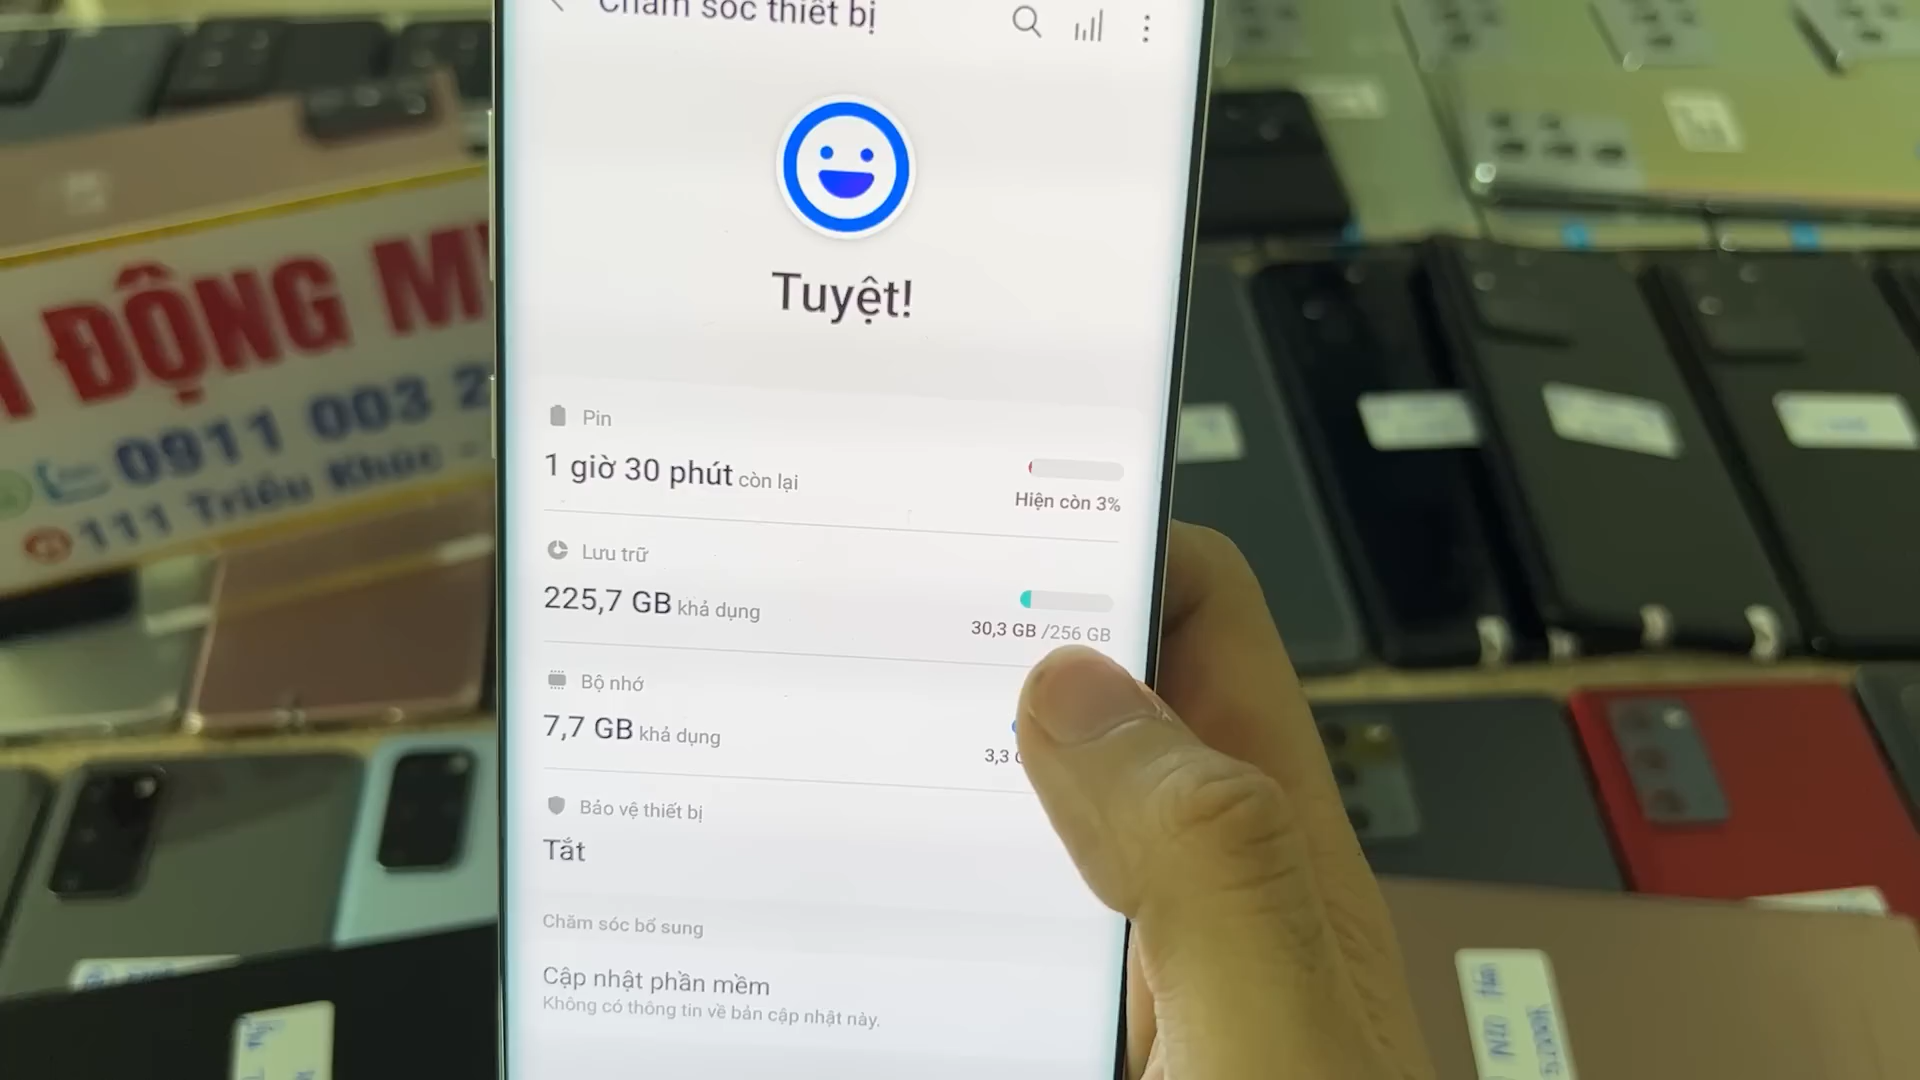 Chăm sóc thiết bị
Tuyệt!
Pin
1 giờ 30 phút còn lại
Hiện còn 3%
Lưu trữ
225,7 GB khả dụng
30,3 GB /256 GB
Bộ nhớ
7,7 GB khả dụng
3,3
Bảo vệ thiết bị
Tắt
Chăm sóc bổ sung
Cập nhật phần mềm
Không có thông tin về bản cập nhật này.
ĐỘNG M
0911 003 2
111 Triều Khúc -